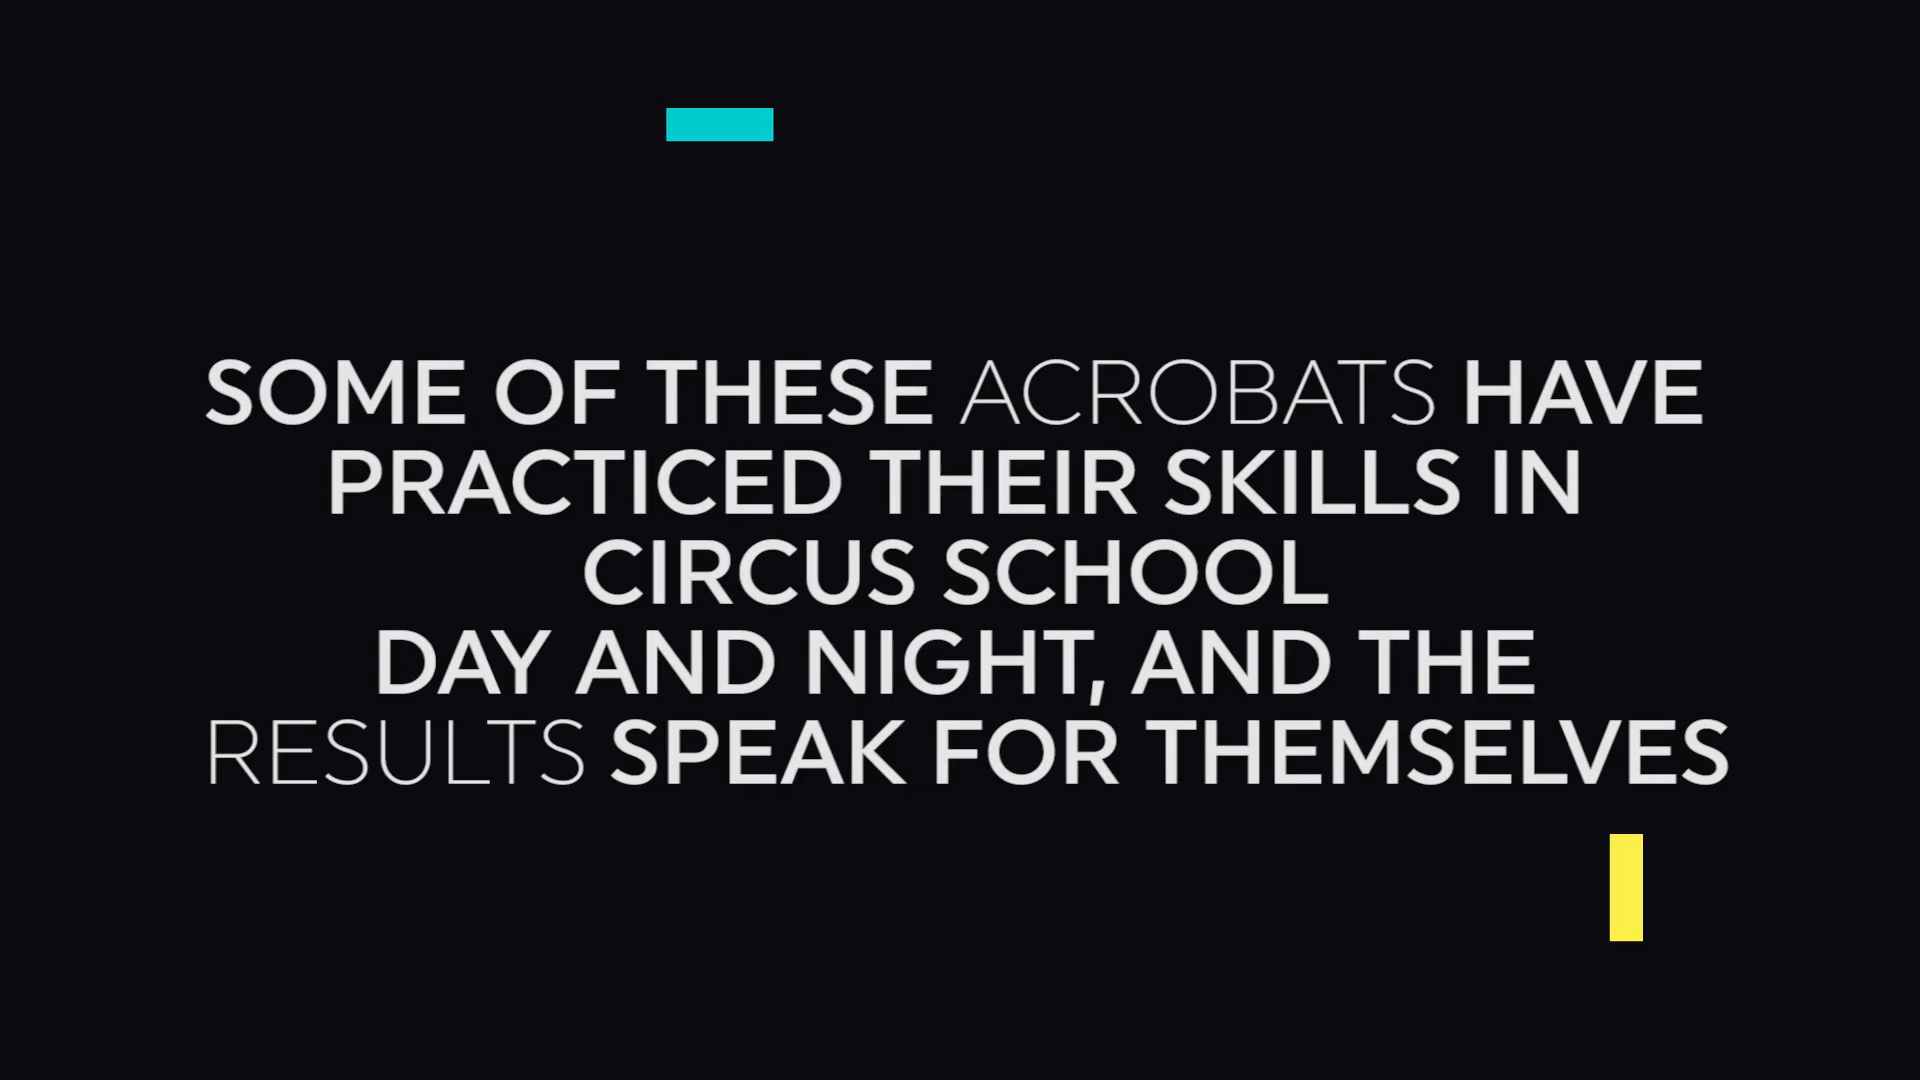 SOME OF THESE ACROBATS HAVE
PRACTICED THEIR SKILLS IN
CIRCUS SCHOOL
DAY AND NIGHT, AND THE
RESULTS SPEAK FOR THEMSELVES